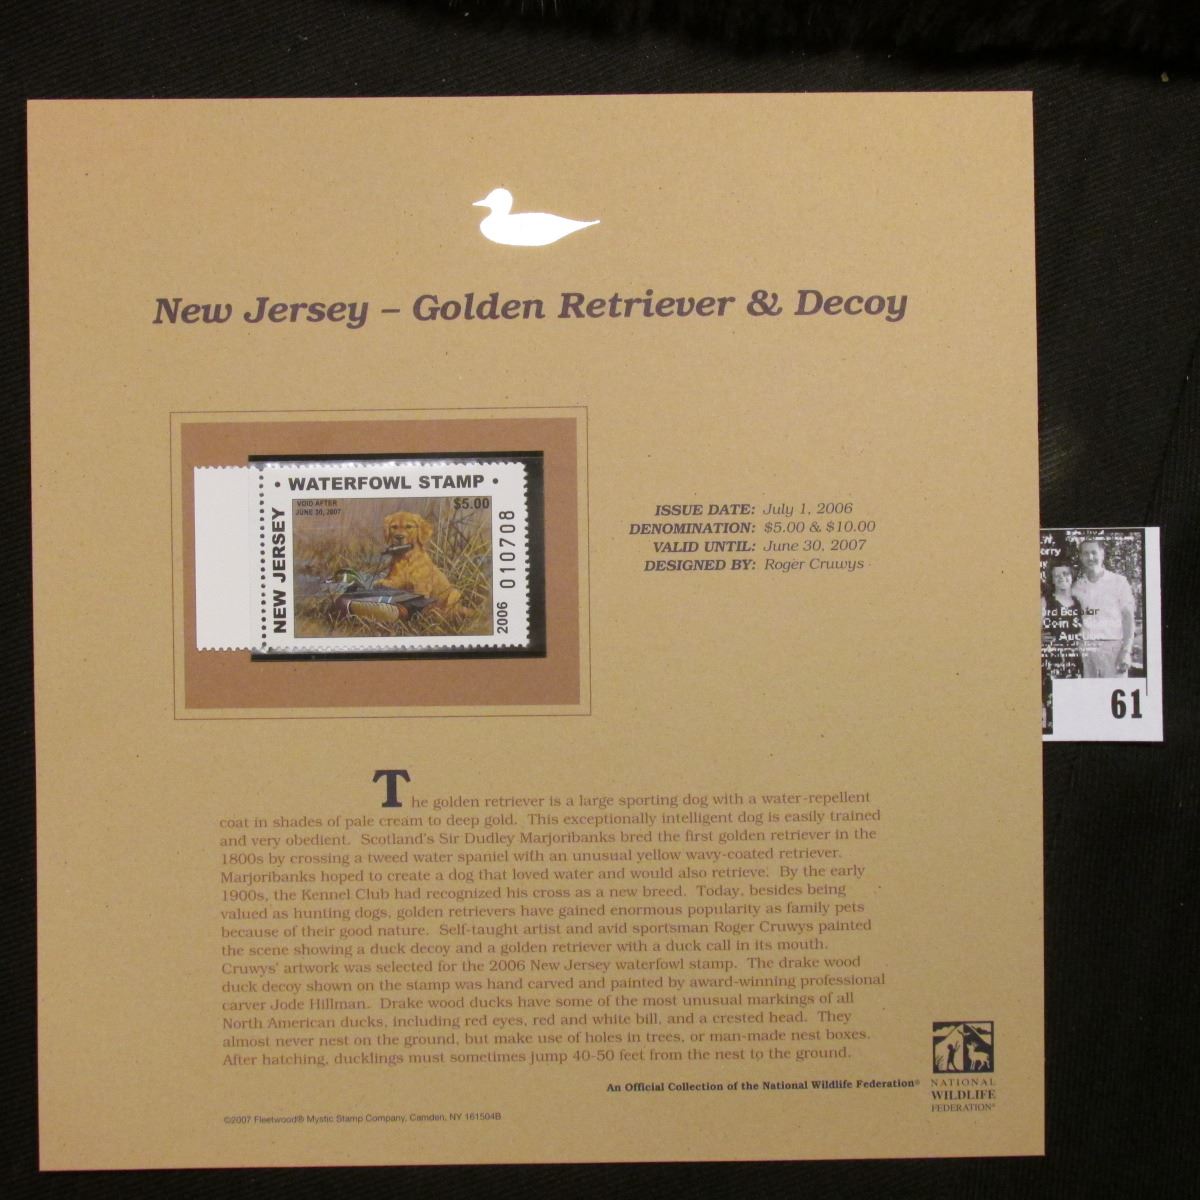 New Jersey – Golden Retriever & Decoy
• WATERFOWL STAMP •
VOID AFTER
JUNE 30, 2007
$5.00
NEW JERSEY
2006 010708
ISSUE DATE: July 1, 2006
DENOMINATION: $5.00 & $10.00
VALID UNTIL: June 30, 2007
DESIGNED BY: Roger Cruwys
61
The golden retriever is a large sporting dog with a water-repellent
coat in shades of pale cream to deep gold. This exceptionally intelligent dog is easily trained
and very obedient. Scotland's Sir Dudley Marjoribanks bred the first golden retriever in the
1800s by crossing a tweed water spaniel with an unusual yellow wavy-coated retriever.
Marjoribanks hoped to create a dog that loved water and would also retrieve. By the early
1900s, the Kennel Club had recognized his cross as a new breed. Today, besides being
valued as hunting dogs, golden retrievers have gained enormous popularity as family pets
because of their good nature. Self-taught artist and avid sportsman Roger Cruwys painted
the scene showing a duck decoy and a golden retriever with a duck call in its mouth.
Cruwys' artwork was selected for the 2006 New Jersey waterfowl stamp. The drake wood
duck decoy shown on the stamp was hand carved and painted by award-winning professional
carver Jode Hillman. Drake wood ducks have some of the most unusual markings of all
North American ducks, including red eyes, red and white bill, and a crested head. They
almost never nest on the ground, but make use of holes in trees, or man-made nest boxes.
After hatching, ducklings must sometimes jump 40-50 feet from the nest to the ground.
An Official Collection of the National Wildlife Federation®
NATIONAL
WILDLIFE
FEDERATION®
©2007 Fleetwood® Mystic Stamp Company, Camden, NY 161504B